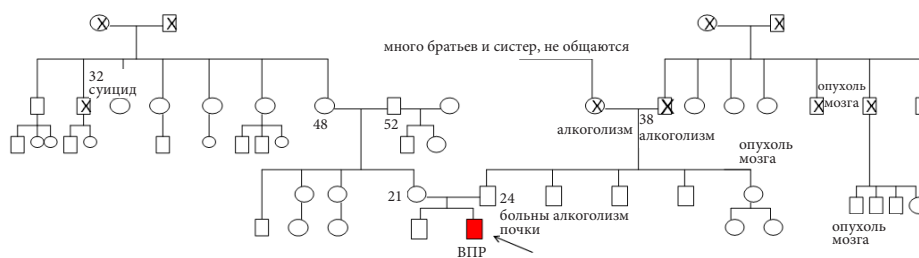 X
X
X
X
много братьев и систер, не общаются
32
суицид
X
48
52
X
алкоголизм
X
38
алкоголизм
X
опухоль
мозга
X
опухоль
мозга
21
24
больны алкоголизм
почки
ВПР
опухоль
мозга